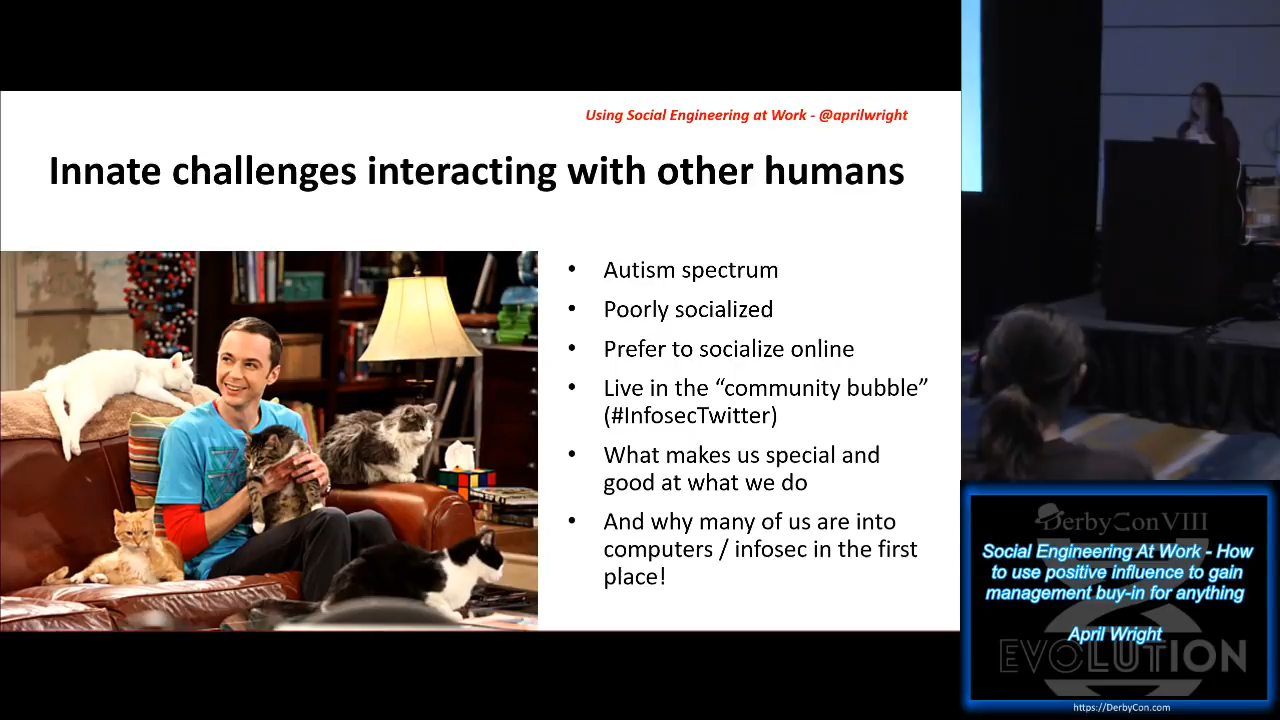 Using Social Engineering at Work - @aprilwright
Innate challenges interacting with other humans
• Autism spectrum
• Poorly socialized
• Prefer to socialize online
• Live in the “community bubble”
(#InfosecTwitter)
• What makes us special and
good at what we do
• And why many of us are into
computers / infosec in the first
place!
DerbyCon VIII
Social Engineering At Work - How
to use positive influence to gain
management buy-in for anything
April Wright
EVOLUTION
https://DerbyCon.com